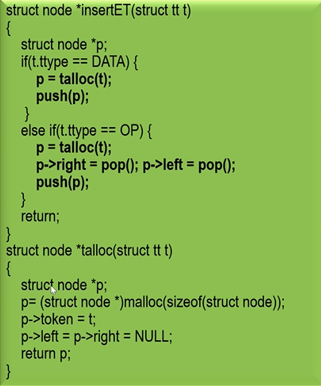 struct node *insertET(struct tt t)
{
struct node *p;
if(t.ttype == DATA) {
p = talloc(t);
push(p);
}
else if(t.ttype == OP) {
p = talloc(t);
p->right = pop(); p->left = pop();
push(p);
}
return;
}
struct node *talloc(struct tt t)
{
struct node *p;
p= (struct node *)malloc(sizeof(struct node));
p->token = t;
p->left = p->right = NULL;
return p;
}